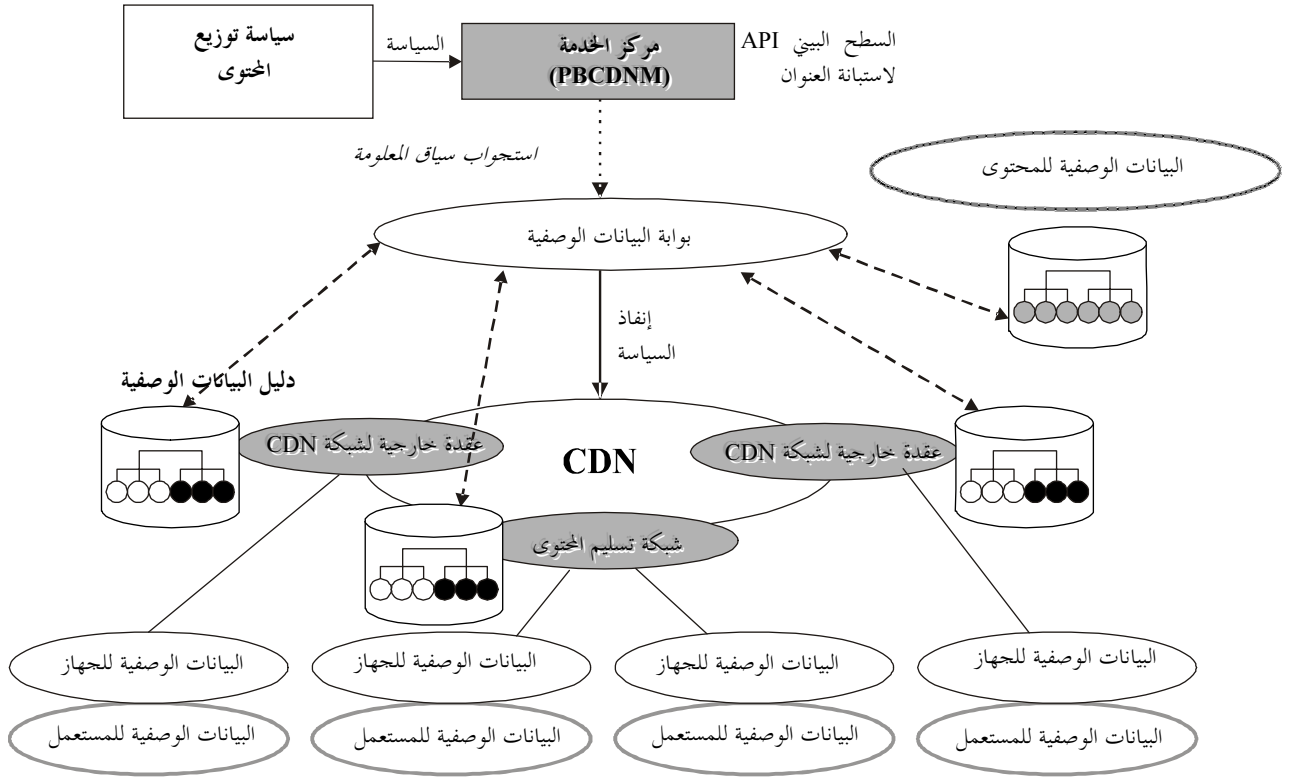 سياسة توزيع
المحتوى
السياسة
مركز الخدمة
(PBCDNM)
السطح البيني API
لاستبانة العنوان
استجواب سياق المعلومة
البيانات الوصفية للمحتوى
بوابة البيانات الوصفية
إنفاذ
السياسة
دليل البيانات الوصفية
عقدة خارجية لشبكة CDN
CDN
عقدة خارجية لشبكة CDN
شبكة تسليم المحتوى
البيانات الوصفية للجهاز
البيانات الوصفية للجهاز
البيانات الوصفية للجهاز
البيانات الوصفية للجهاز
البيانات الوصفية للمستعمل
البيانات الوصفية للمستعمل
البيانات الوصفية للمستعمل
البيانات الوصفية للمستعمل